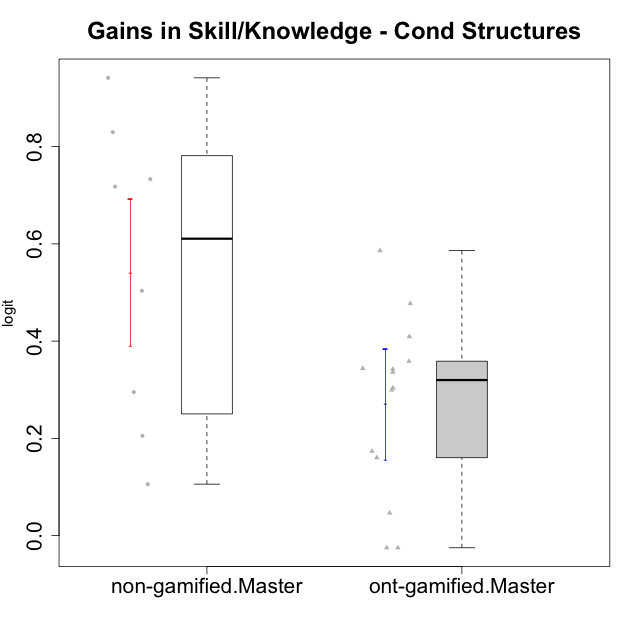 Gains in Skill/Knowledge - Cond Structures
logit
0.8
0.6
0.4
0.2
0.0
non-gamified.Master ont-gamified.Master